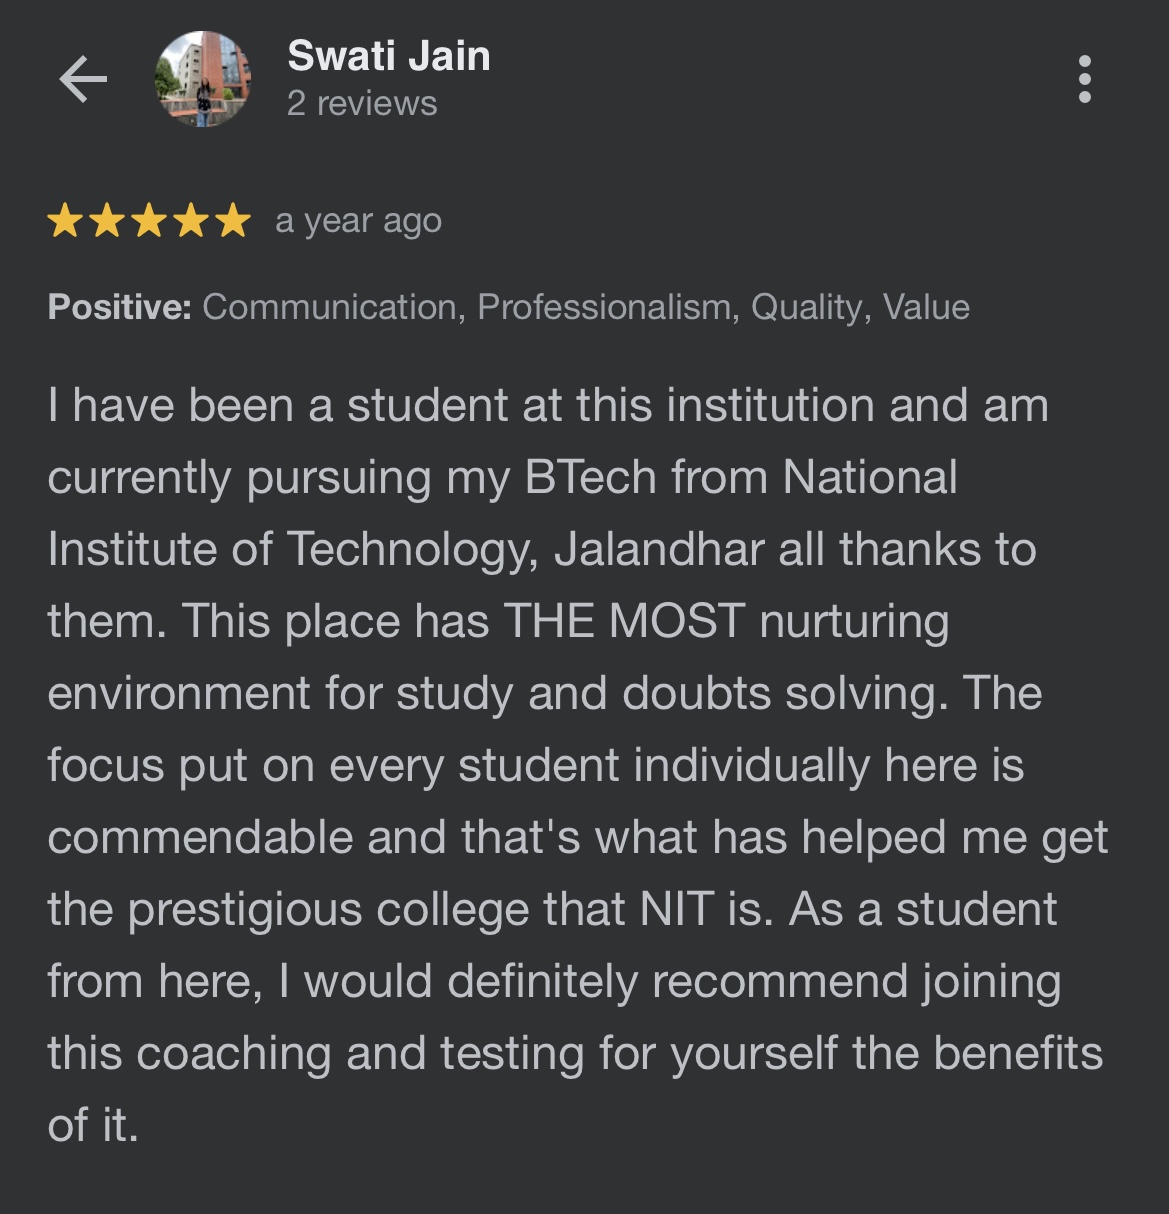 Swati Jain
2 reviews
a year ago
Positive: Communication, Professionalism, Quality, Value
I have been a student at this institution and am
currently pursuing my BTech from National
Institute of Technology, Jalandhar all thanks to
them. This place has THE MOST nurturing
environment for study and doubts solving. The
focus put on every student individually here is
commendable and that's what has helped me get
the prestigious college that NIT is. As a student
from here, I would definitely recommend joining
this coaching and testing for yourself the benefits
of it.